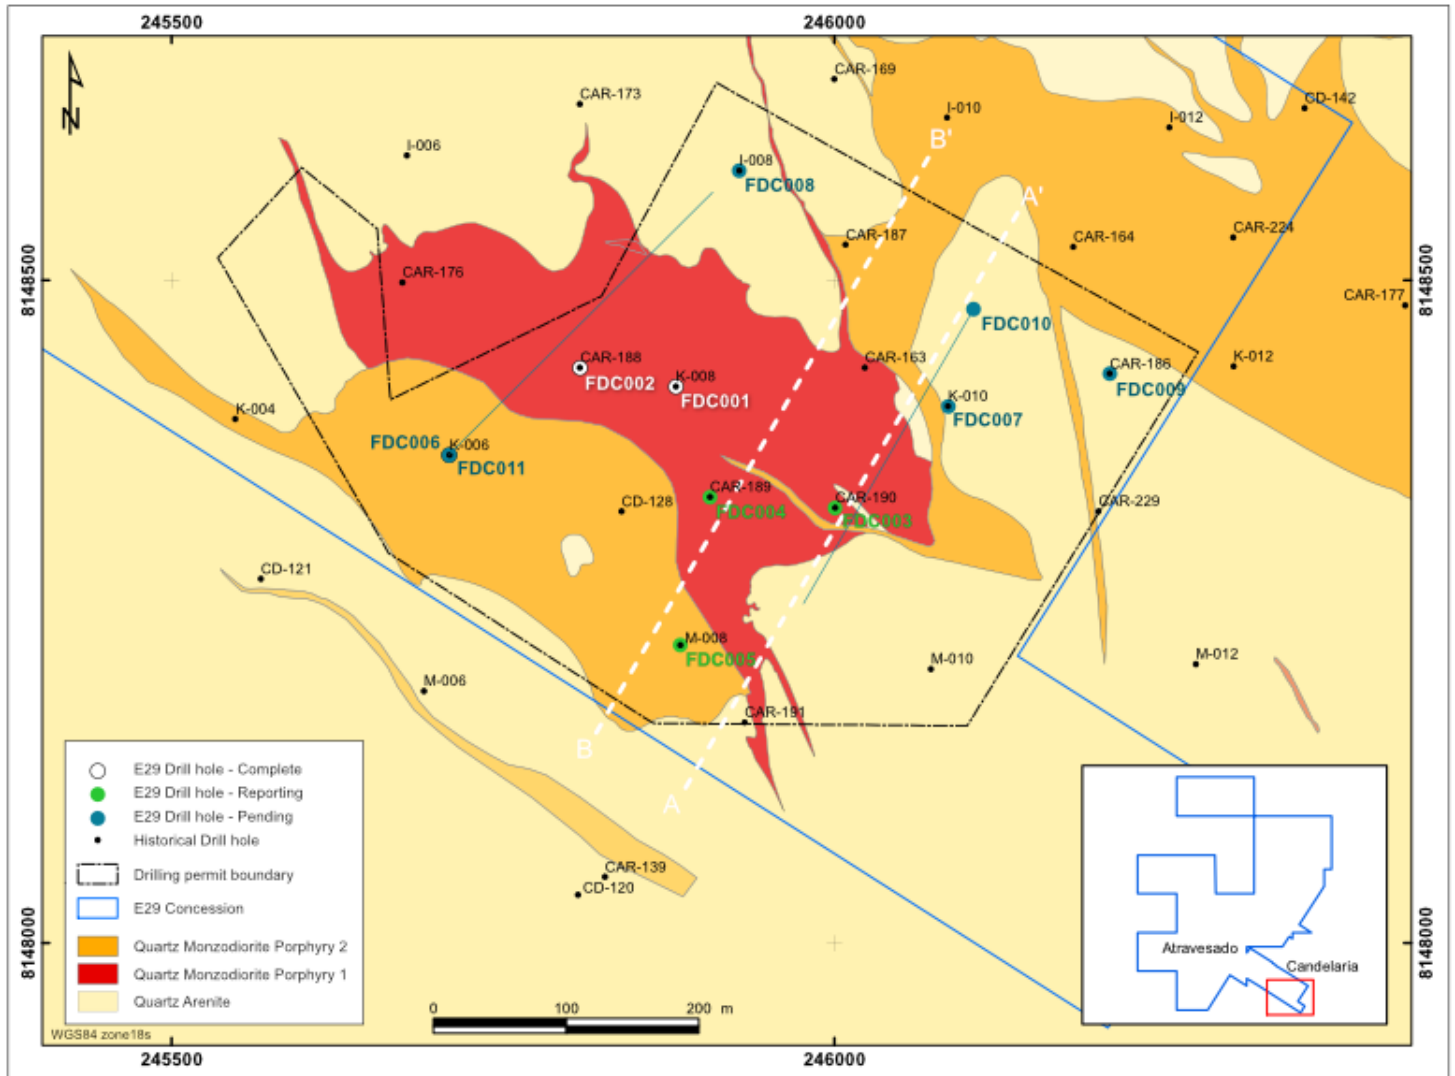 245500
246000
N
CAR-169
CAR-173
I-010
I-012
CD-142
B'
I-006
I-008
FDC008
A'
CAR-187
CAR-164
CAR-224
8148500
CAR-176
8148500
CAR-177
FDC010
CAR-188
FDC002
K-008
FDC001
CAR-163
CAR-186
FDC009
K-012
K-004
K-010
FDC007
FDC006
K-006
FDC011
CD-128
CAR-189
FDC004
CAR-190
FDC003
CAR-229
CD-121
M-008
FDC005
M-010
M-012
M-006
CAR-191
B
A
E29 Drill hole - Complete
E29 Drill hole - Reporting
E29 Drill hole - Pending
Historical Drill hole
Drilling permit boundary
E29 Concession
Quartz Monzodiorite Porphyry 2
Quartz Monzodiorite Porphyry 1
Quartz Arenite
WGS84 zone18s
CAR-139
CD-120
8148000
8148000
Atravesado
Candelaria
0 100 200 m
245500
246000